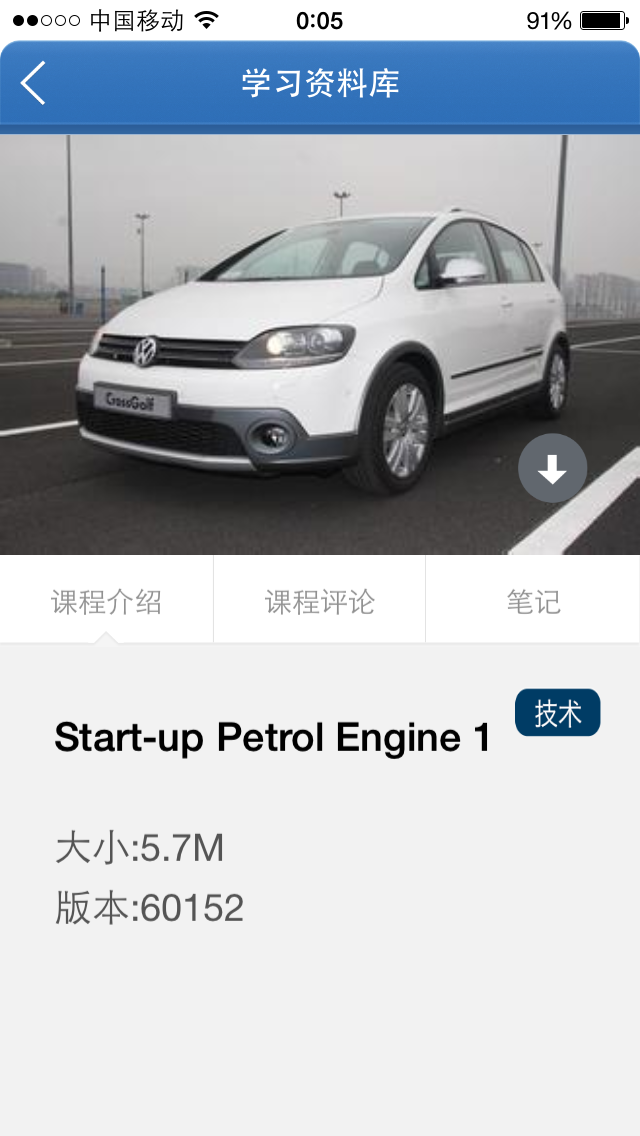 中国移动 0:05 91%
学习资料库
CrossGolf
课程介绍 课程评论 笔记
Start-up Petrol Engine 1 技术
大小:5.7M
版本:60152